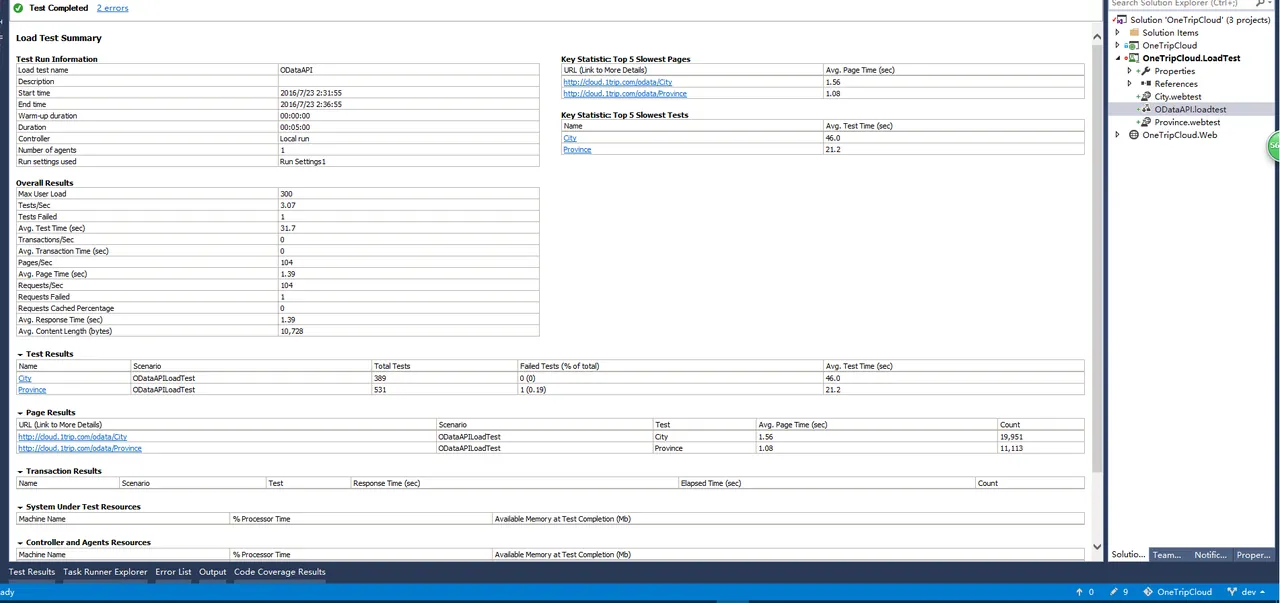 Test Completed 2 errors
Load Test Summary
Test Run Information
Load test name ODataAPI
Description
Start time 2016/7/23 2:31:55
End time 2016/7/23 2:36:55
Warm-up duration 00:00:00
Duration 00:05:00
Controller Local run
Number of agents 1
Run settings used Run Settings1
Key Statistic: Top 5 Slowest Pages
URL (Link to More Details) Avg. Page Time (sec)
http://cloud.1trip.com/odata/City 1.56
http://cloud.1trip.com/odata/Province 1.08
Key Statistic: Top 5 Slowest Tests
Name Avg. Test Time (sec)
City 46.0
Province 21.2
Overall Results
Max User Load 300
Tests/Sec 3.07
Tests Failed 1
Avg. Test Time (sec) 31.7
Transactions/Sec 0
Avg. Transaction Time (sec) 0
Pages/Sec 104
Avg. Page Time (sec) 1.39
Requests/Sec 104
Requests Failed 1
Requests Cached Percentage 0
Avg. Response Time (sec) 1.39
Avg. Content Length (bytes) 10,728
Test Results
Name Scenario Total Tests Failed Tests (% of total) Avg. Test Time (sec)
City ODataAPILoadTest 389 0 (0) 46.0
Province ODataAPILoadTest 531 1 (0.19) 21.2
Page Results
URL (Link to More Details) Scenario Test Avg. Page Time (sec) Count
http://cloud.1trip.com/odata/City ODataAPILoadTest City 1.56 19,951
http://cloud.1trip.com/odata/Province ODataAPILoadTest Province 1.08 11,113
Transaction Results
Name Scenario Test Response Time (sec) Elapsed Time (sec) Count
System Under Test Resources
Machine Name % Processor Time Available Memory at Test Completion (Mb)
Controller and Agents Resources
Machine Name % Processor Time Available Memory at Test Completion (Mb)
Search Solution Explorer (Ctrl+;)
Solution 'OneTripCloud' (3 projects)
Solution Items
OneTripCloud
OneTripCloud.LoadTest
Properties
References
City.webtest
ODataAPI.loadtest
Province.webtest
OneTripCloud.Web
56
Solutio... Team... Notific... Proper...
Test Results Task Runner Explorer Error List Output Code Coverage Results
ady 0 9 OneTripCloud dev